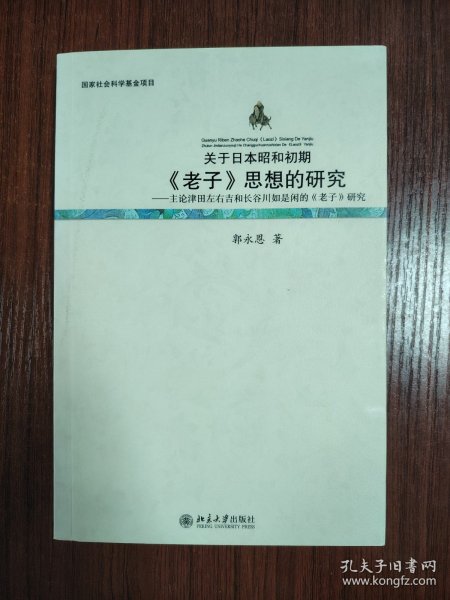 国家社会科学基金项目
Guanyu Riben Zhaohe Chuqi《Laozi》Sixiang De Yanjiu
关于日本昭和初期
《老子》思想的研究
——主论津田左右吉和长谷川如是闲的《老子》研究
郭永恩 著
北京大学出版社
PEKING UNIVERSITY PRESS
孔夫子旧书网
www.kongfz.com